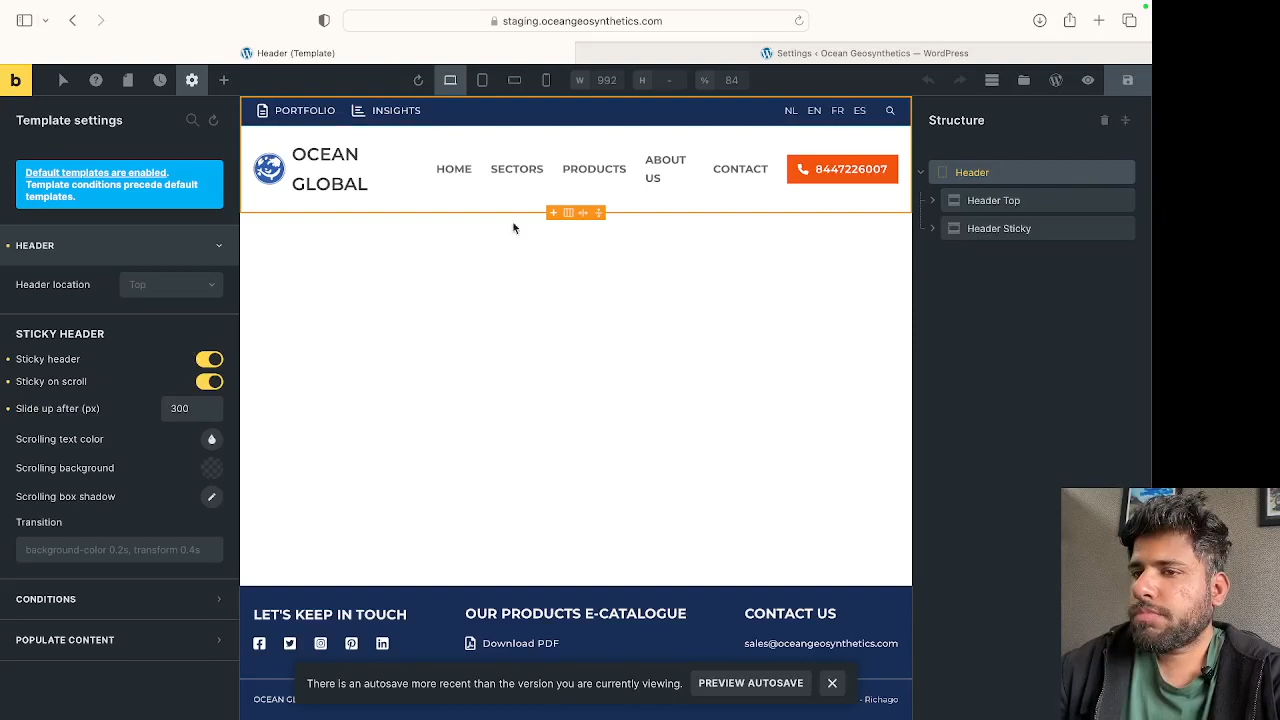 staging.oceangeosynthetics.com
Header (Template)
Settings ‹ Ocean Geosynthetics — WordPress
b
W 992 H - % 84
Template settings
Default templates are enabled.
Template conditions precede default
templates.
HEADER
Header location Top
STICKY HEADER
Sticky header
Sticky on scroll
Slide up after (px) 300
Scrolling text color
Scrolling background
Scrolling box shadow
Transition
background-color 0.2s, transform 0.4s
CONDITIONS
POPULATE CONTENT
PORTFOLIO INSIGHTS NL EN FR ES
OCEAN
GLOBAL
HOME SECTORS PRODUCTS ABOUT
US CONTACT 8447226007
LET'S KEEP IN TOUCH OUR PRODUCTS E-CATALOGUE CONTACT US
Download PDF sales@oceangeosynthetics.com
OCEAN - Richago
There is an autosave more recent than the version you are currently viewing. PREVIEW AUTOSAVE
Structure
Header
Header Top
Header Sticky